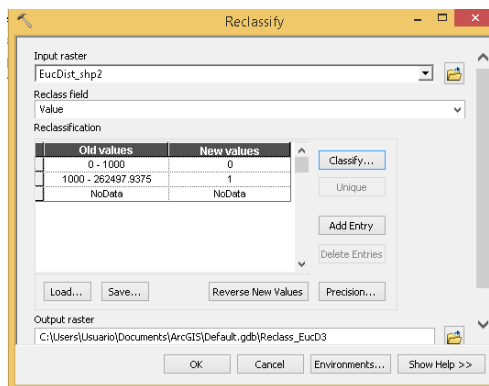 Reclassify
Input raster
EucDist_shp2
Reclass field
Value
Reclassification
Old values New values
0 - 1000 0
1000 - 262497.9375 1
NoData NoData
Classify...
Unique
Add Entry
Delete Entries
Load... Save... Reverse New Values Precision...
Output raster
C:\Users\Usuario\Documents\ArcGIS\Default.gdb\Reclass_EucD3
OK Cancel Environments... Show Help >>